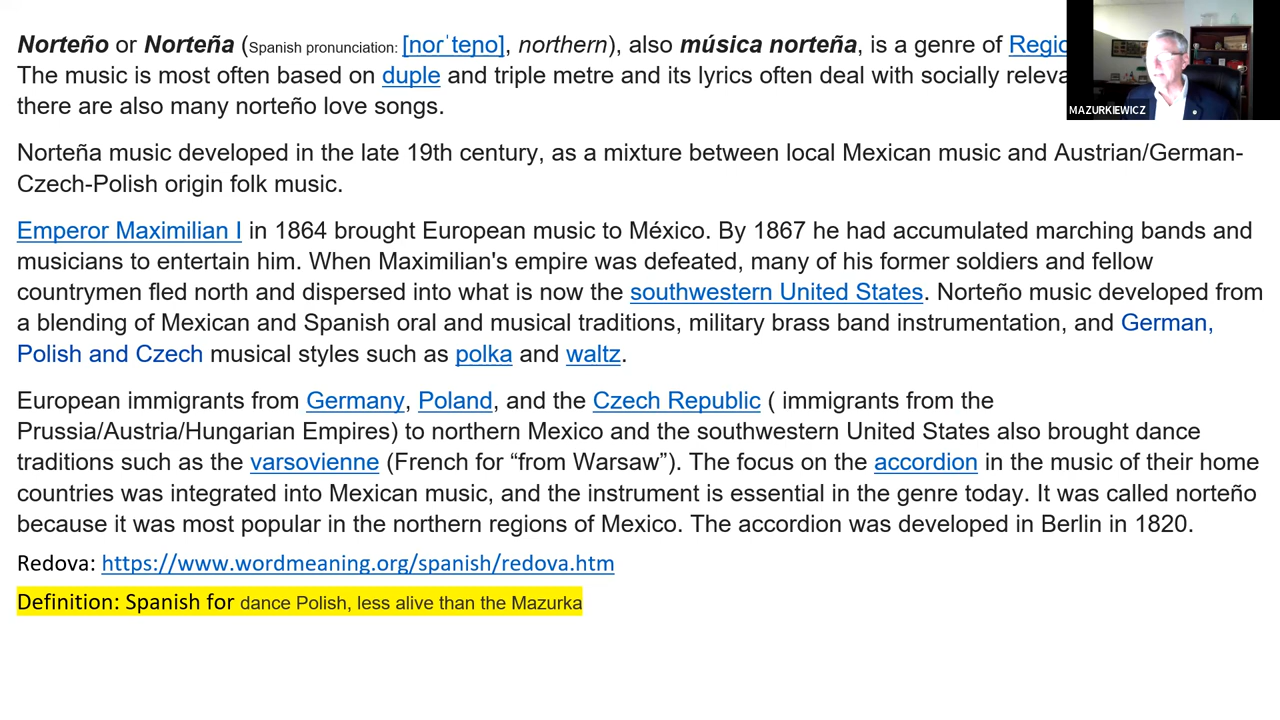 Norteño or Norteña (Spanish pronunciation: [norˈteɲo], northern), also música norteña, is a genre of
The music is most often based on duple and triple metre and its lyrics often deal with socially
there are also many norteño love songs.
MAZURKIEWICZ
Norteña music developed in the late 19th century, as a mixture between local Mexican music and Austrian/German-
Czech-Polish origin folk music.
Emperor Maximilian I in 1864 brought European music to México. By 1867 he had accumulated marching bands and
musicians to entertain him. When Maximilian's empire was defeated, many of his former soldiers and fellow
countrymen fled north and dispersed into what is now the southwestern United States. Norteño music developed from
a blending of Mexican and Spanish oral and musical traditions, military brass band instrumentation, and German,
Polish and Czech musical styles such as polka and waltz.
European immigrants from Germany, Poland, and the Czech Republic ( immigrants from the
Prussia/Austria/Hungarian Empires) to northern Mexico and the southwestern United States also brought dance
traditions such as the varsovienne (French for “from Warsaw”). The focus on the accordion in the music of their home
countries was integrated into Mexican music, and the instrument is essential in the genre today. It was called norteño
because it was most popular in the northern regions of Mexico. The accordion was developed in Berlin in 1820.
Redova: https://www.wordmeaning.org/spanish/redova.htm
Definition: Spanish for dance Polish, less alive than the Mazurka